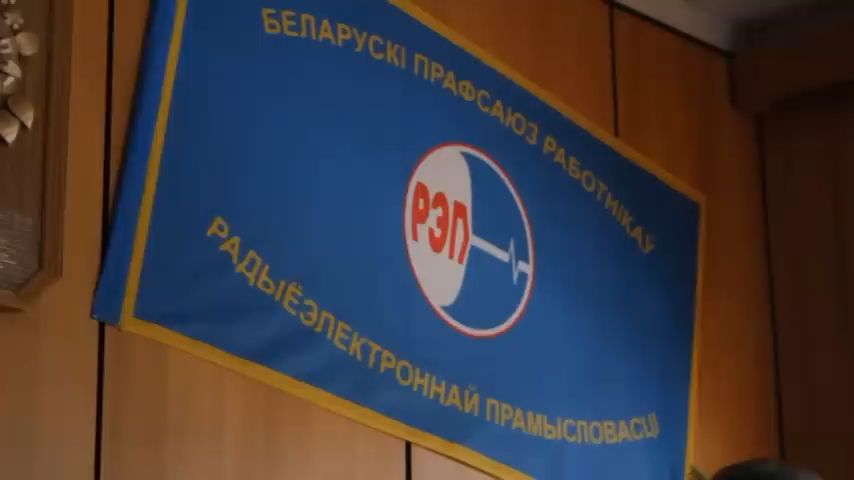 БЕЛАРУСКІ ПРАФСАЮЗ РАБОТНІКАЎ
РЭП
РАДЫЁЭЛЕКТРОННАЙ ПРАМЫСЛОВАСЦІ